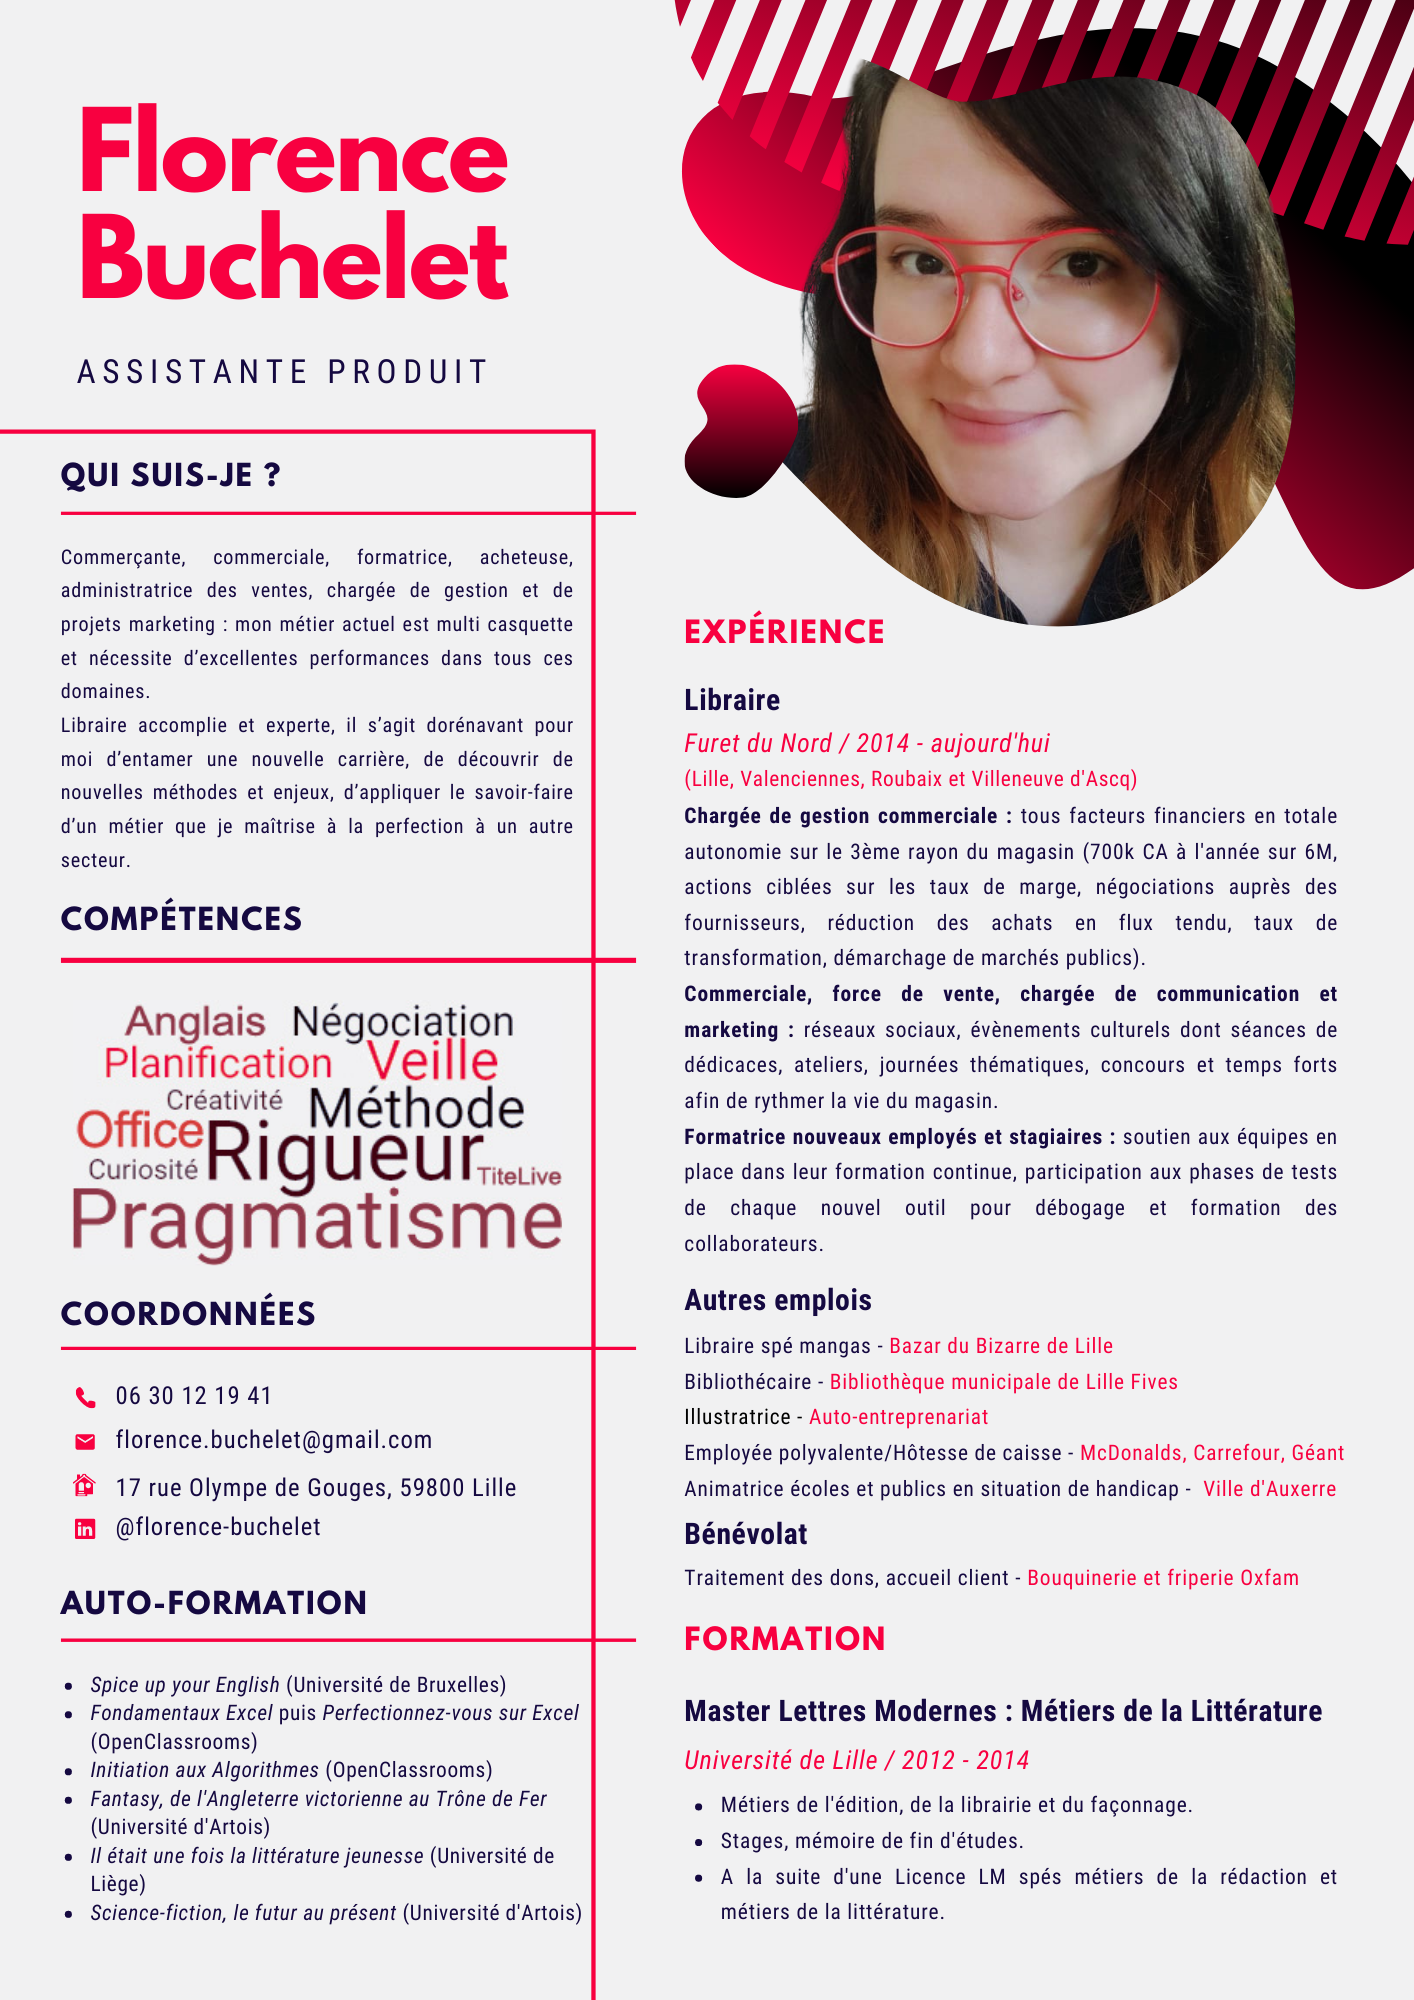 Florence
Buchelet
ASSISTANTE PRODUIT
QUI SUIS-JE ?
Commerçante, commerciale, formatrice, acheteuse,
administratrice des ventes, chargée de gestion et de
projets marketing : mon métier actuel est multi casquette
et nécessite d’excellentes performances dans tous ces
domaines.
Libraire accomplie et experte, il s’agit dorénavant pour
moi d’entamer une nouvelle carrière, de découvrir de
nouvelles méthodes et enjeux, d’appliquer le savoir-faire
d’un métier que je maîtrise à la perfection à un autre
secteur.
COMPÉTENCES
Anglais Négociation
Planification Veille
Créativité Méthode
Office Rigueur
Curiosité TiteLive
Pragmatisme
COORDONNÉES
06 30 12 19 41
florence.buchelet@gmail.com
17 rue Olympe de Gouges, 59800 Lille
@florence-buchelet
AUTO-FORMATION
• Spice up your English (Université de Bruxelles)
• Fondamentaux Excel puis Perfectionnez-vous sur Excel
(OpenClassrooms)
• Initiation aux Algorithmes (OpenClassrooms)
• Fantasy, de l'Angleterre victorienne au Trône de Fer
(Université d'Artois)
• Il était une fois la littérature jeunesse (Université de
Liège)
• Science-fiction, le futur au présent (Université d'Artois)
EXPÉRIENCE
Libraire
Furet du Nord / 2014 - aujourd'hui
(Lille, Valenciennes, Roubaix et Villeneuve d'Ascq)
Chargée de gestion commerciale : tous facteurs financiers en totale
autonomie sur le 3ème rayon du magasin (700k CA à l'année sur 6M,
actions ciblées sur les taux de marge, négociations auprès des
fournisseurs, réduction des achats en flux tendu, taux de
transformation, démarchage de marchés publics).
Commerciale, force de vente, chargée de communication et
marketing : réseaux sociaux, évènements culturels dont séances de
dédicaces, ateliers, journées thématiques, concours et temps forts
afin de rythmer la vie du magasin.
Formatrice nouveaux employés et stagiaires : soutien aux équipes en
place dans leur formation continue, participation aux phases de tests
de chaque nouvel outil pour débogage et formation des
collaborateurs.
Autres emplois
Libraire spé mangas - Bazar du Bizarre de Lille
Bibliothécaire - Bibliothèque municipale de Lille Fives
Illustratrice - Auto-entreprenariat
Employée polyvalente/Hôtesse de caisse - McDonalds, Carrefour, Géant
Animatrice écoles et publics en situation de handicap - Ville d'Auxerre
Bénévolat
Traitement des dons, accueil client - Bouquinerie et friperie Oxfam
FORMATION
Master Lettres Modernes : Métiers de la Littérature
Université de Lille / 2012 - 2014
• Métiers de l'édition, de la librairie et du façonnage.
• Stages, mémoire de fin d'études.
• A la suite d'une Licence LM spés métiers de la rédaction et
métiers de la littérature.